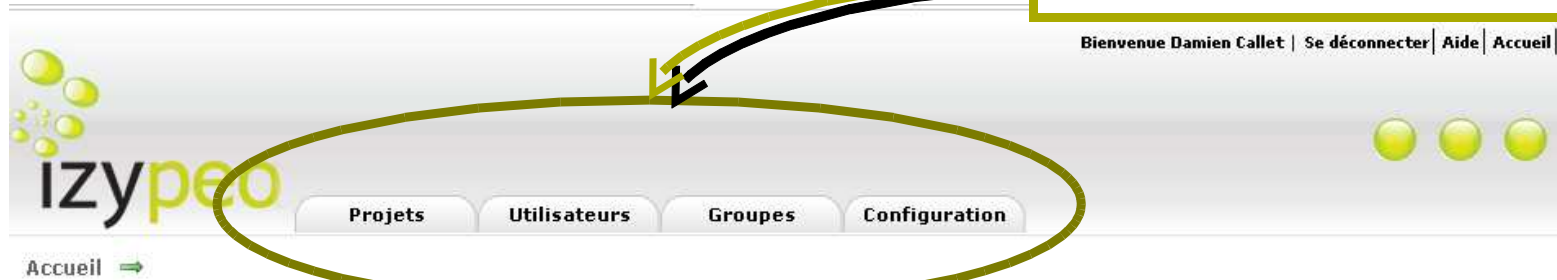 Bienvenue Damien Callet | Se déconnecter| Aide| Accueil|
izypeo
Projets Utilisateurs Groupes Configuration
Accueil